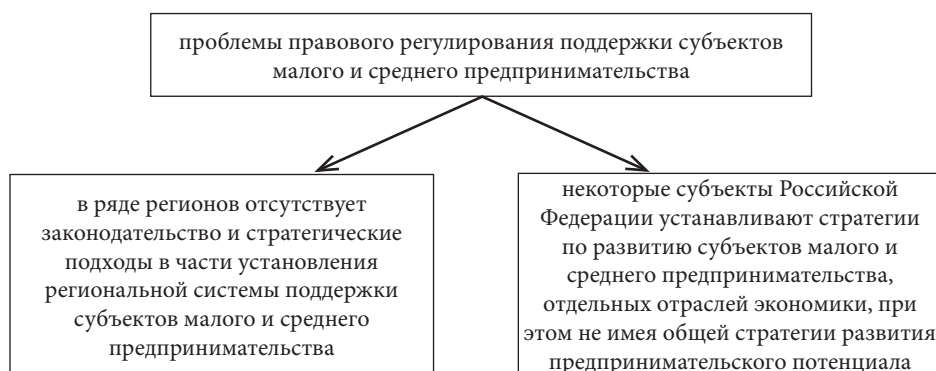 проблемы правового регулирования поддержки субъектов
малого и среднего предпринимательства
в ряде регионов отсутствует
законодательство и стратегические
подходы в части установления
региональной системы поддержки
субъектов малого и среднего
предпринимательства
некоторые субъекты Российской
Федерации устанавливают стратегии
по развитию субъектов малого и
среднего предпринимательства,
отдельных отраслей экономики, при
этом не имея общей стратегии развития
предпринимательского потенциала